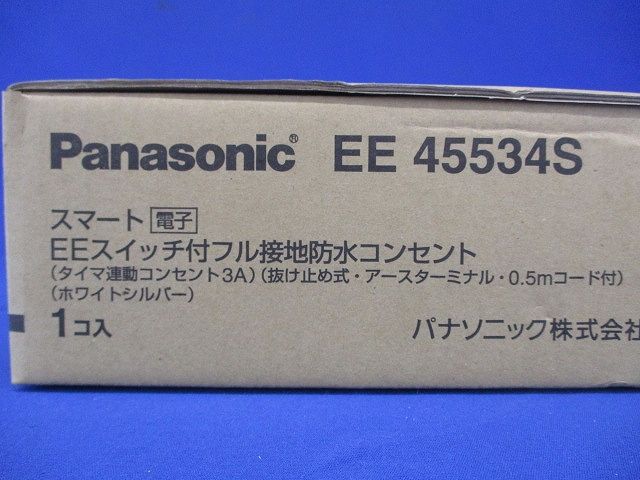 Panasonic® EE 45534S
スマート 電子
EEスイッチ付フル接地防水コンセント
(タイマ連動コンセント3A)(抜け止め式・アースターミナル・0.5mコード付)
(ホワイトシルバー)
1コ入
パナソニック株式会社